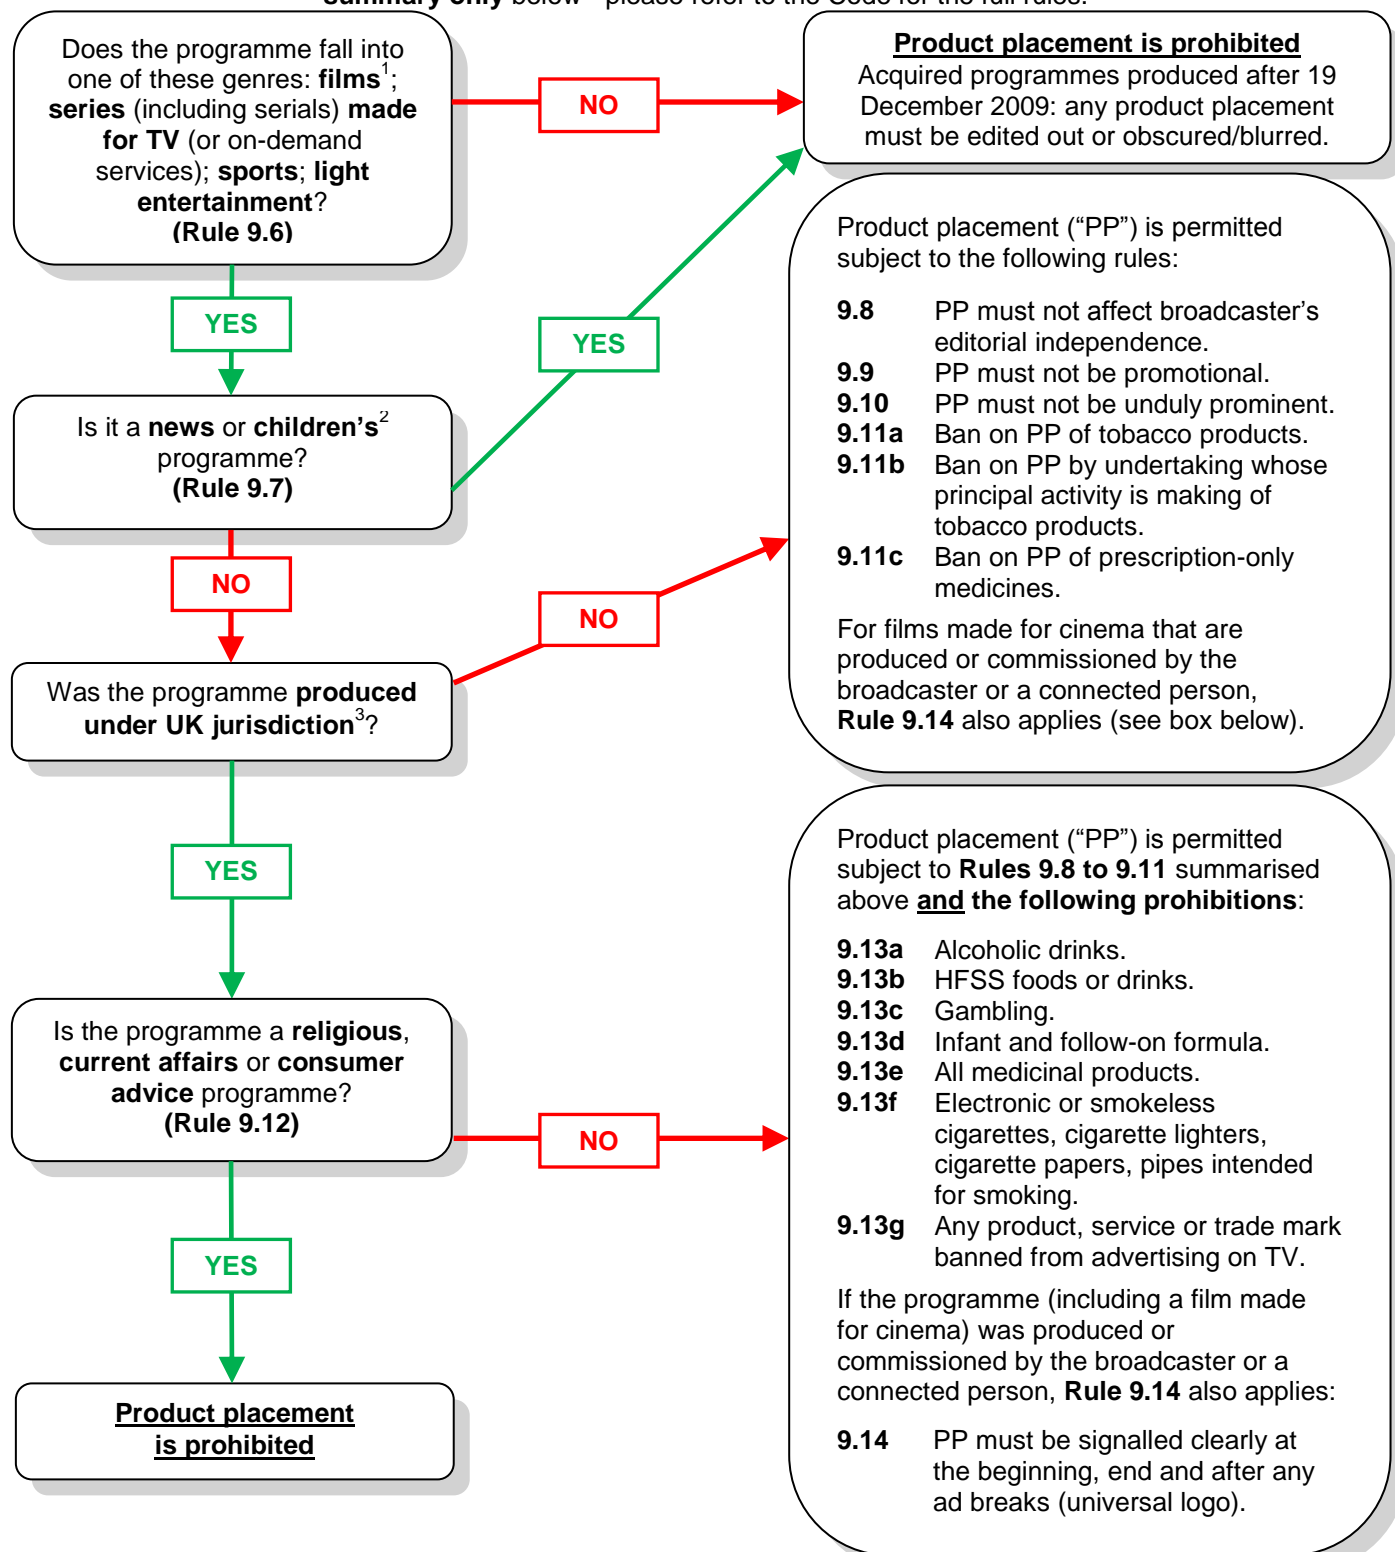 summary only below - please refer to the Code for the full rules.
Does the programme fall into
one of these genres: films1;
series (including serials) made
for TV (or on-demand
services); sports; light
entertainment?
(Rule 9.6)
NO
Product placement is prohibited
Acquired programmes produced after 19
December 2009: any product placement
must be edited out or obscured/blurred.
YES
YES
Is it a news or children's2
programme?
(Rule 9.7)
NO
NO
Product placement (“PP”) is permitted
subject to the following rules:
9.8 PP must not affect broadcaster’s
editorial independence.
9.9 PP must not be promotional.
9.10 PP must not be unduly prominent.
9.11a Ban on PP of tobacco products.
9.11b Ban on PP by undertaking whose
principal activity is making of
tobacco products.
9.11c Ban on PP of prescription-only
medicines.
For films made for cinema that are
produced or commissioned by the
broadcaster or a connected person,
Rule 9.14 also applies (see box below).
Was the programme produced
under UK jurisdiction3?
YES
Is the programme a religious,
current affairs or consumer
advice programme?
(Rule 9.12)
NO
Product placement (“PP”) is permitted
subject to Rules 9.8 to 9.11 summarised
above and the following prohibitions:
9.13a Alcoholic drinks.
9.13b HFSS foods or drinks.
9.13c Gambling.
9.13d Infant and follow-on formula.
9.13e All medicinal products.
9.13f Electronic or smokeless
cigarettes, cigarette lighters,
cigarette papers, pipes intended
for smoking.
9.13g Any product, service or trade mark
banned from advertising on TV.
If the programme (including a film made
for cinema) was produced or
commissioned by the broadcaster or a
connected person, Rule 9.14 also applies:
9.14 PP must be signalled clearly at
the beginning, end and after any
ad breaks (universal logo).
YES
Product placement
is prohibited